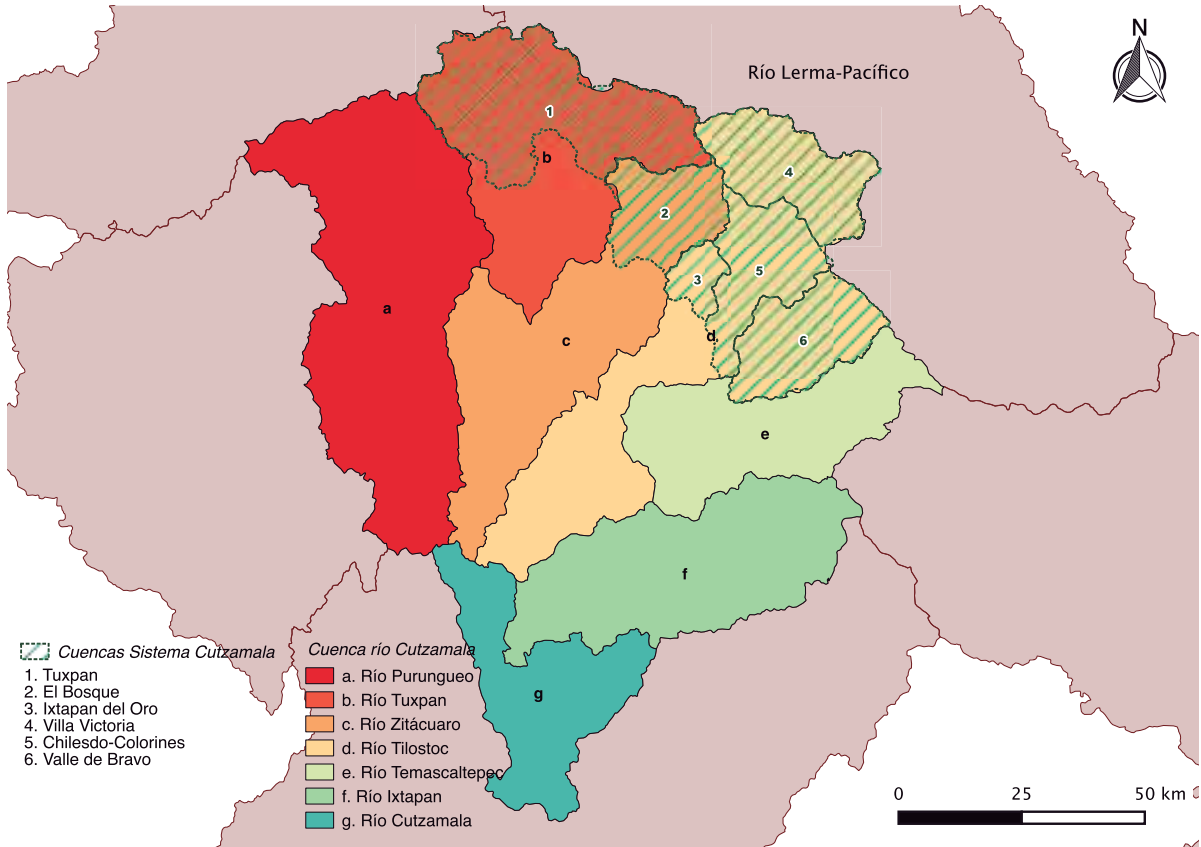 N
Río Lerma-Pacífico
1
b
4
2
3
5
a
c
d
6
e
f
g
Cuencas Sistema Cutzamala
1. Tuxpan
2. El Bosque
3. Ixtapan del Oro
4. Villa Victoria
5. Chilesdo-Colorines
6. Valle de Bravo
Cuenca río Cutzamala
a. Río Purungueo
b. Río Tuxpan
c. Río Zitácuaro
d. Río Tilostoc
e. Río Temascaltepec
f. Río Ixtapan
g. Río Cutzamala
0 25 50 km